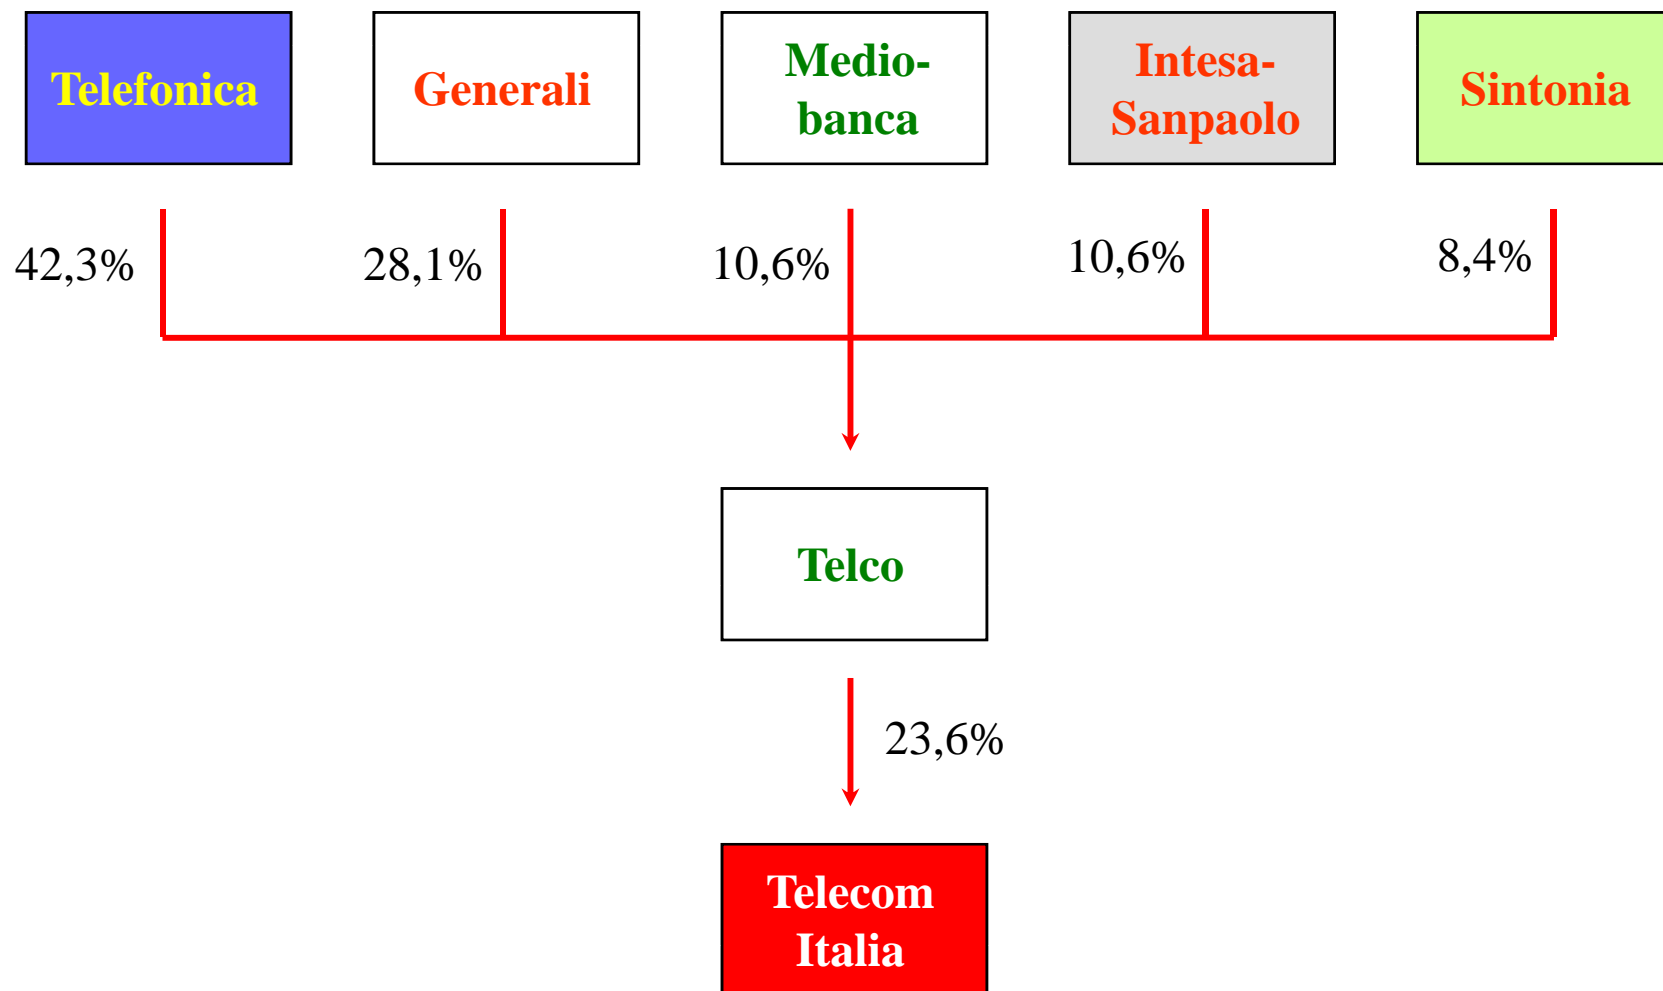 Telefonica
Generali
Medio-
banca
Intesa-
Sanpaolo
Sintonia
42,3%
28,1%
10,6%
10,6%
8,4%
Telco
23,6%
Telecom
Italia